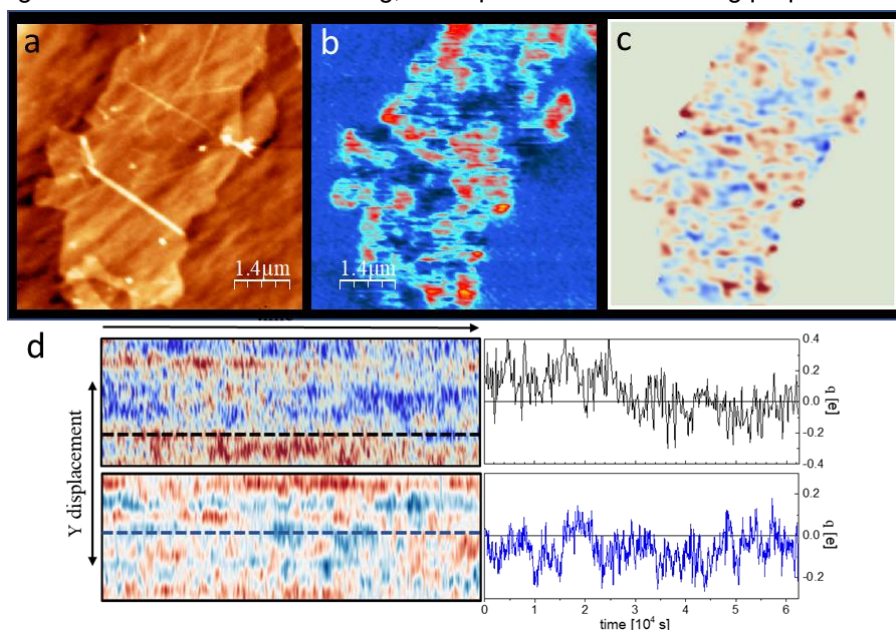 a
b
c
1.4µm
1.4µm
d
Y displacement
0.4
0.2
0.0
-0.2
-0.4
q [e]
0.2
0.0
-0.2
q [e]
0 1 2 3 4 5 6
time [10⁴ s]